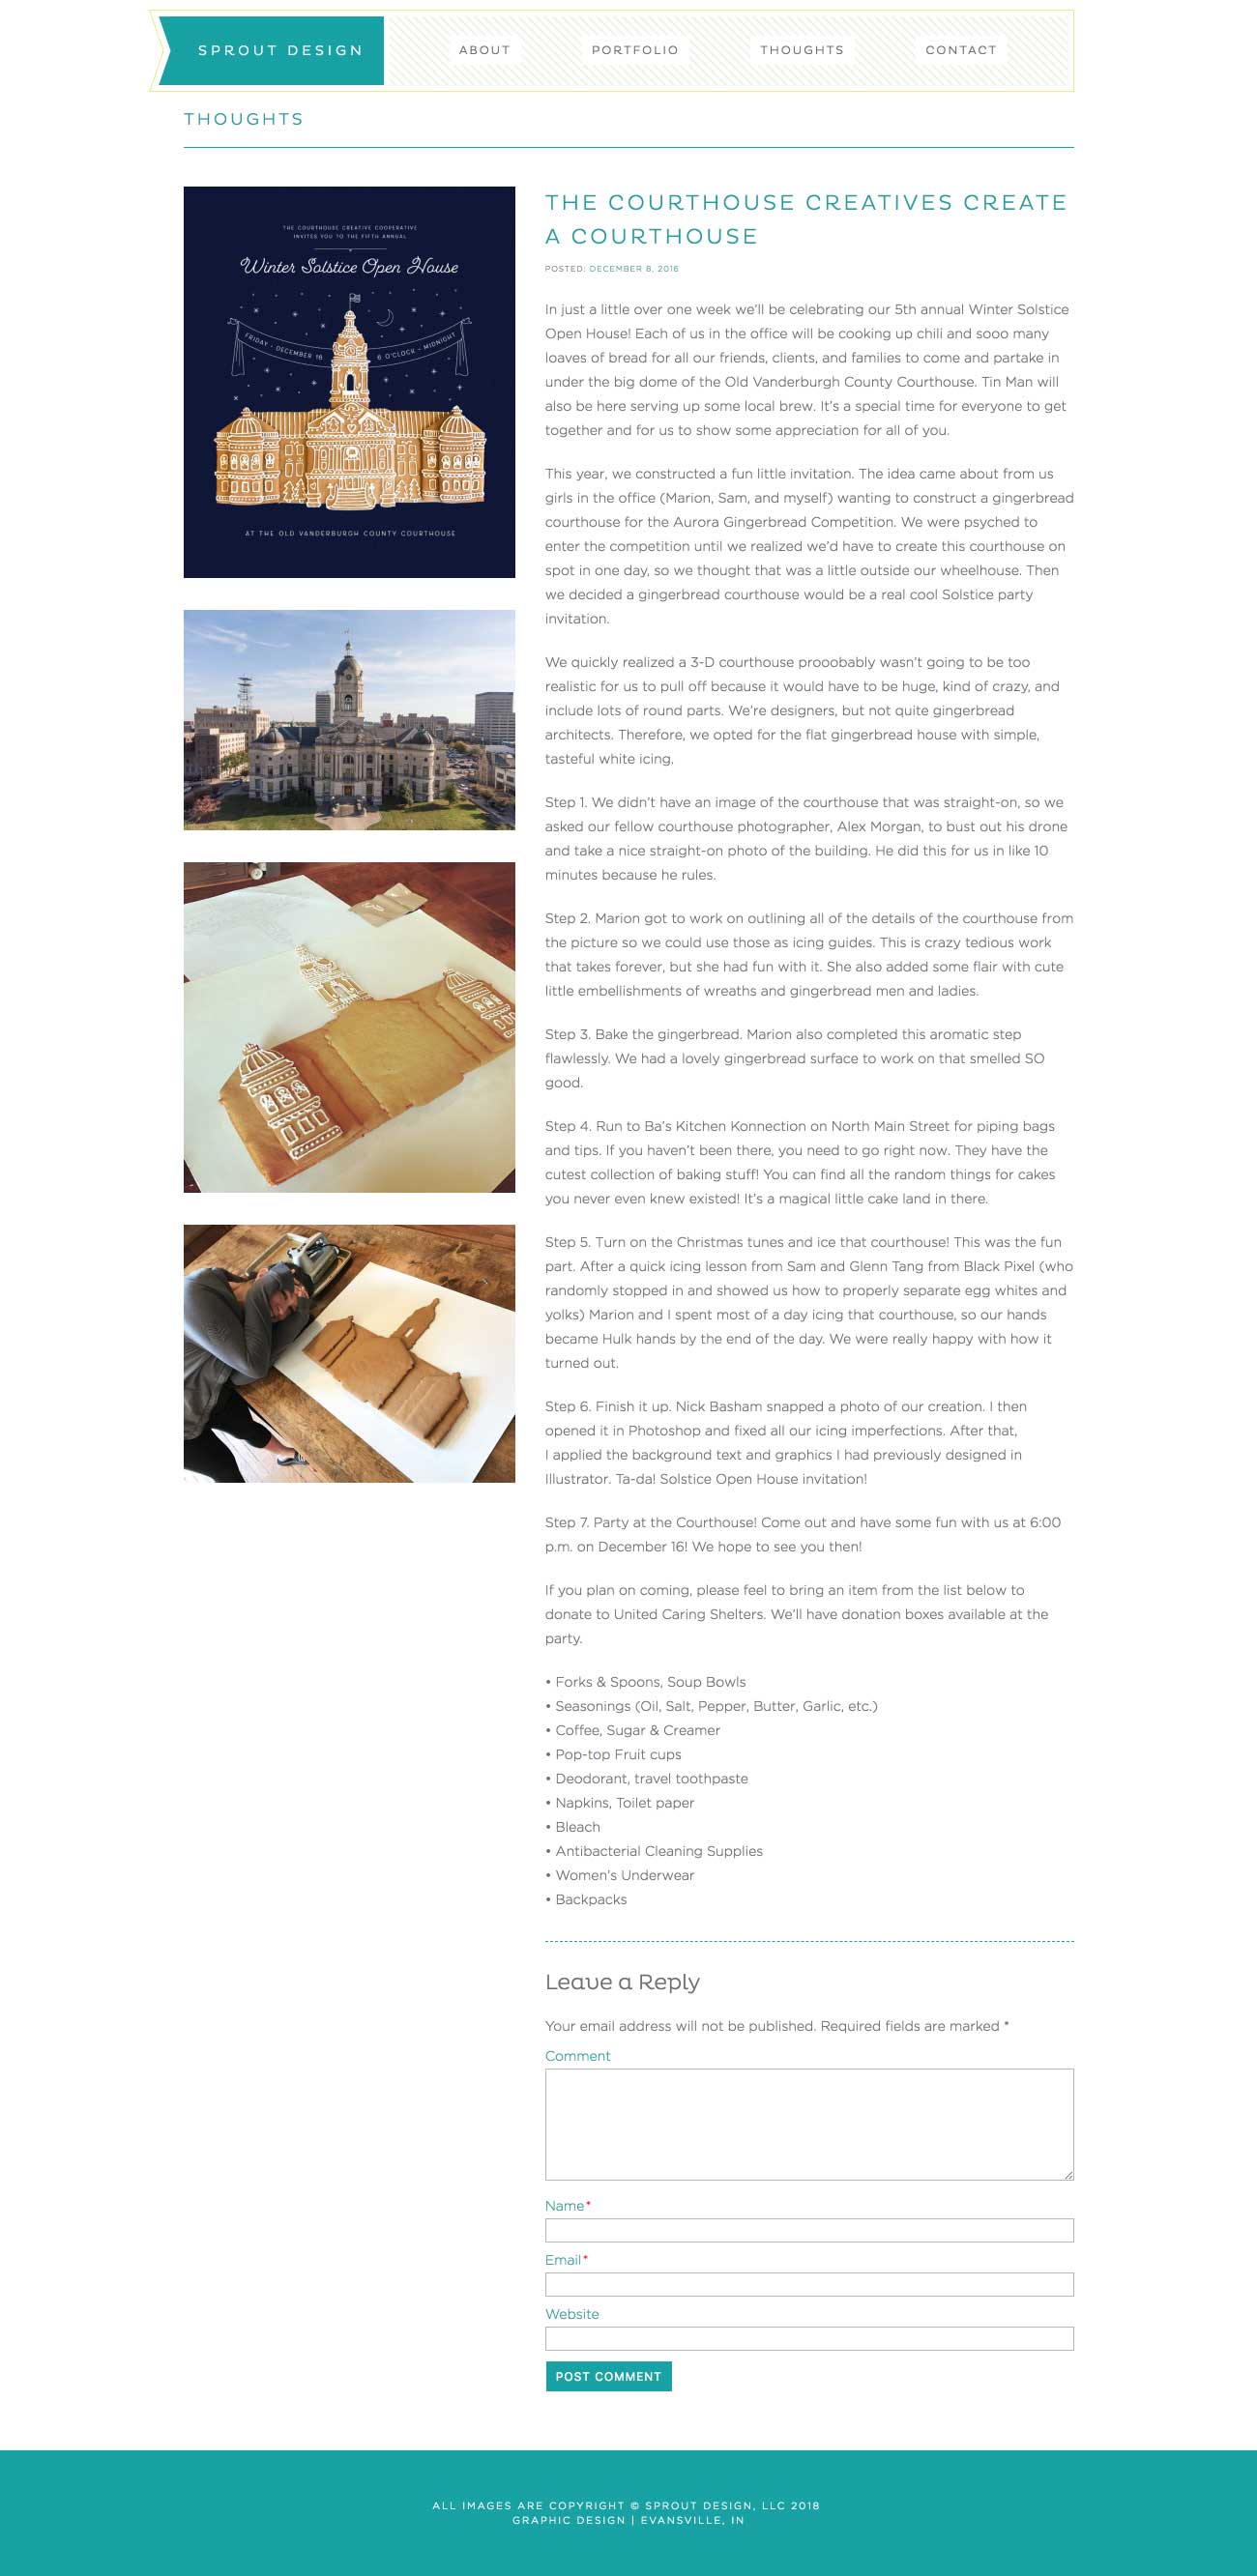 SPROUT DESIGN
ABOUT
PORTFOLIO
THOUGHTS
CONTACT
THOUGHTS
THE COURTHOUSE CREATIVE COOPERATIVE
INVITES YOU TO THE FIFTH ANNUAL
Winter Solstice Open House
FRIDAY - DECEMBER 16
6 O'CLOCK - MIDNIGHT
AT THE OLD VANDERBURGH COUNTY COURTHOUSE
THE COURTHOUSE CREATIVES CREATE
A COURTHOUSE
POSTED: DECEMBER 8, 2016
In just a little over one week we’ll be celebrating our 5th annual Winter Solstice
Open House! Each of us in the office will be cooking up chili and sooo many
loaves of bread for all our friends, clients, and families to come and partake in
under the big dome of the Old Vanderburgh County Courthouse. Tin Man will
also be here serving up some local brew. It’s a special time for everyone to get
together and for us to show some appreciation for all of you.
This year, we constructed a fun little invitation. The idea came about from us
girls in the office (Marion, Sam, and myself) wanting to construct a gingerbread
courthouse for the Aurora Gingerbread Competition. We were psyched to
enter the competition until we realized we’d have to create this courthouse on
spot in one day, so we thought that was a little outside our wheelhouse. Then
we decided a gingerbread courthouse would be a real cool Solstice party
invitation.
We quickly realized a 3-D courthouse prooobably wasn’t going to be too
realistic for us to pull off because it would have to be huge, kind of crazy, and
include lots of round parts. We’re designers, but not quite gingerbread
architects. Therefore, we opted for the flat gingerbread house with simple,
tasteful white icing.
Step 1. We didn’t have an image of the courthouse that was straight-on, so we
asked our fellow courthouse photographer, Alex Morgan, to bust out his drone
and take a nice straight-on photo of the building. He did this for us in like 10
minutes because he rules.
Step 2. Marion got to work on outlining all of the details of the courthouse from
the picture so we could use those as icing guides. This is crazy tedious work
that takes forever, but she had fun with it. She also added some flair with cute
little embellishments of wreaths and gingerbread men and ladies.
Step 3. Bake the gingerbread. Marion also completed this aromatic step
flawlessly. We had a lovely gingerbread surface to work on that smelled SO
good.
Step 4. Run to Ba’s Kitchen Konnection on North Main Street for piping bags
and tips. If you haven’t been there, you need to go right now. They have the
cutest collection of baking stuff! You can find all the random things for cakes
you never even knew existed! It’s a magical little cake land in there.
Step 5. Turn on the Christmas tunes and ice that courthouse! This was the fun
part. After a quick icing lesson from Sam and Glenn Tang from Black Pixel (who
randomly stopped in and showed us how to properly separate egg whites and
yolks) Marion and I spent most of a day icing that courthouse, so our hands
became Hulk hands by the end of the day. We were really happy with how it
turned out.
Step 6. Finish it up. Nick Basham snapped a photo of our creation. I then
opened it in Photoshop and fixed all our icing imperfections. After that,
I applied the background text and graphics I had previously designed in
Illustrator. Ta-da! Solstice Open House invitation!
Step 7. Party at the Courthouse! Come out and have some fun with us at 6:00
p.m. on December 16! We hope to see you then!
If you plan on coming, please feel to bring an item from the list below to
donate to United Caring Shelters. We’ll have donation boxes available at the
party.
• Forks & Spoons, Soup Bowls
• Seasonings (Oil, Salt, Pepper, Butter, Garlic, etc.)
• Coffee, Sugar & Creamer
• Pop-top Fruit cups
• Deodorant, travel toothpaste
• Napkins, Toilet paper
• Bleach
• Antibacterial Cleaning Supplies
• Women’s Underwear
• Backpacks
Leave a Reply
Your email address will not be published. Required fields are marked *
Comment
Name*
Email*
Website
POST COMMENT
ALL IMAGES ARE COPYRIGHT © SPROUT DESIGN, LLC 2018
GRAPHIC DESIGN | EVANSVILLE, IN